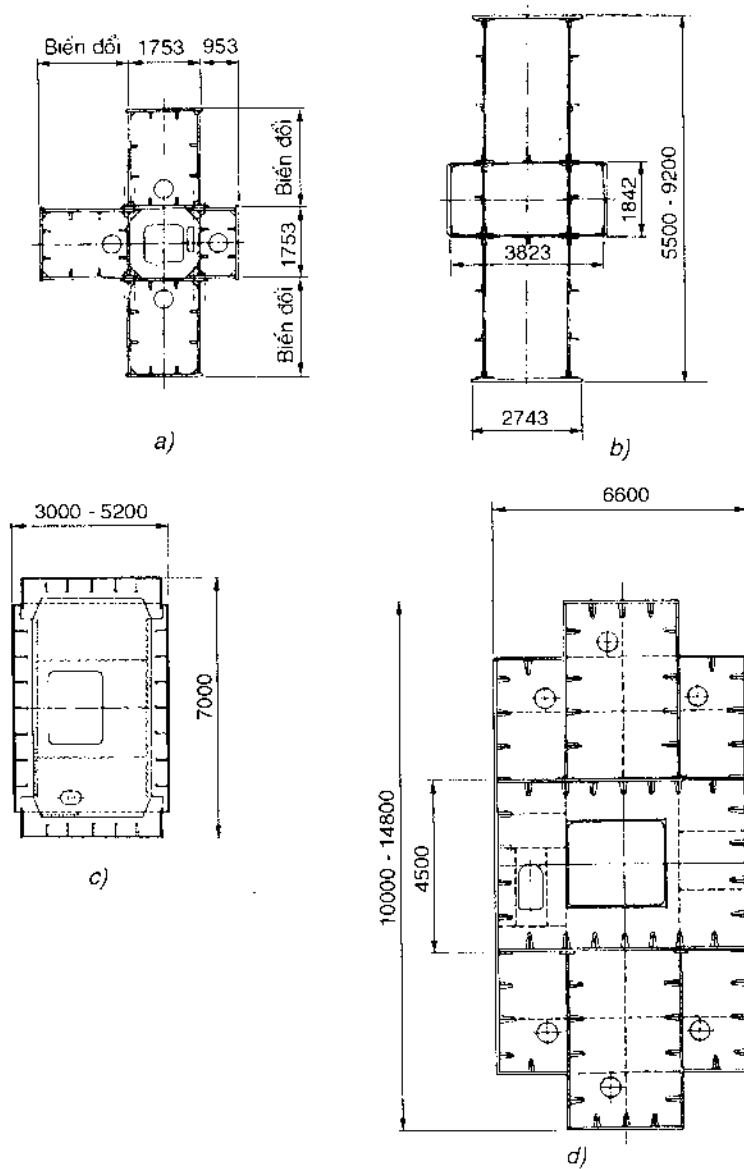 Biến đổi 1753 953
Biến đổi
1753
Biến đổi
a)
5500 - 9200
1842
3823
2743
b)
3000 - 5200
7000
c)
6600
10000 - 14800
4500
d)